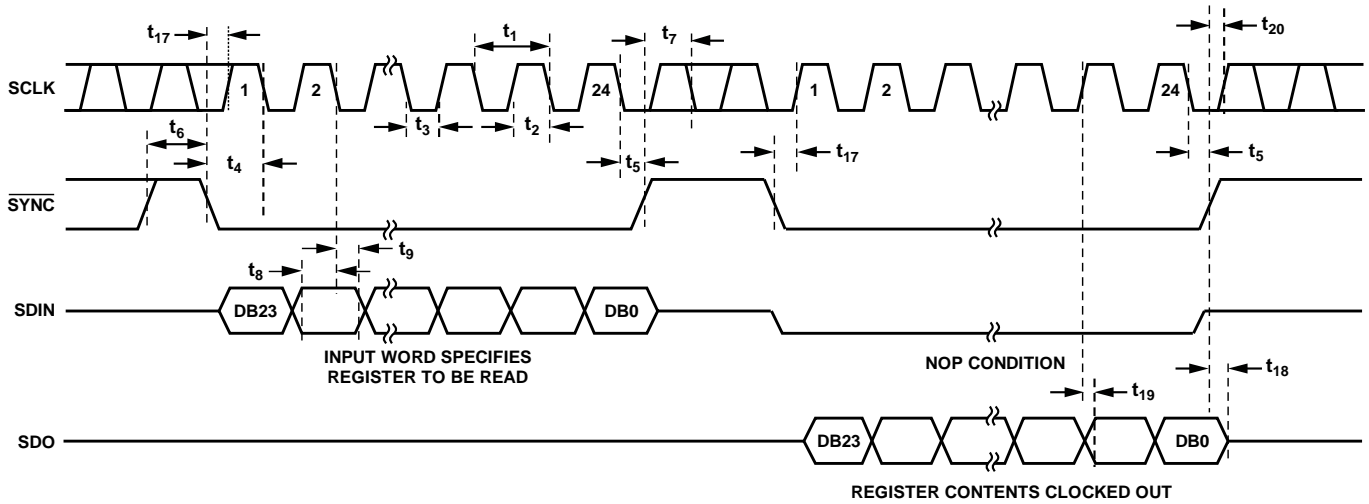 t17 t1 t7 t20
SCLK 1 2 24 1 2 24
t6 t4 t3 t2 t5 t17 t5
SYNC
t8 t9
SDIN DB23 DB0
INPUT WORD SPECIFIES
REGISTER TO BE READ
NOP CONDITION
t19 t18
SDO DB23 DB0
REGISTER CONTENTS CLOCKED OUT